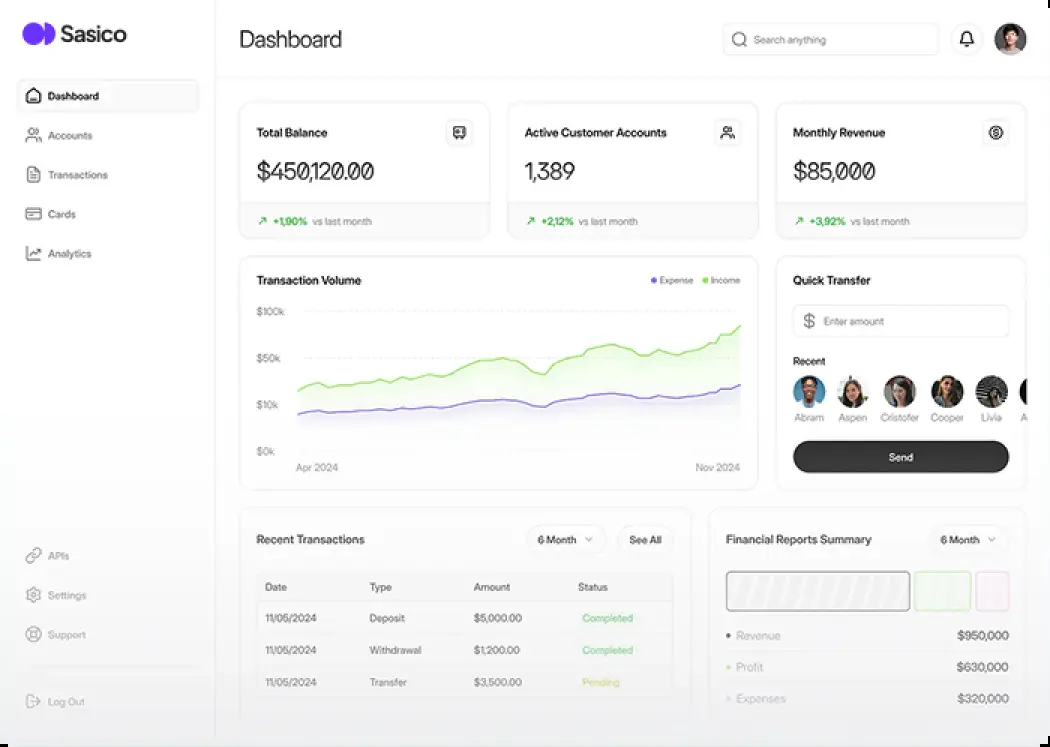 Sasico
Dashboard
Search anything
Dashboard
Accounts
Transactions
Cards
Analytics
APIs
Settings
Support
Log Out
Total Balance
$450,120.00
+1,90% vs last month
Active Customer Accounts
1,389
+2,12% vs last month
Monthly Revenue
$85,000
+3,92% vs last month
Transaction Volume
Expense Income
$100k
$50k
$10k
$0k
Apr 2024 Nov 2024
Quick Transfer
$ Enter amount
Recent
Abram Aspen Cristofer Cooper Livia A
Send
Recent Transactions 6 Month See All
Date Type Amount Status
11/05/2024 Deposit $5,000.00 Completed
11/05/2024 Withdrawal $1,200.00 Completed
11/05/2024 Transfer $3,500.00 Pending
Financial Reports Summary 6 Month
Revenue $950,000
Profit $630,000
Expenses $320,000